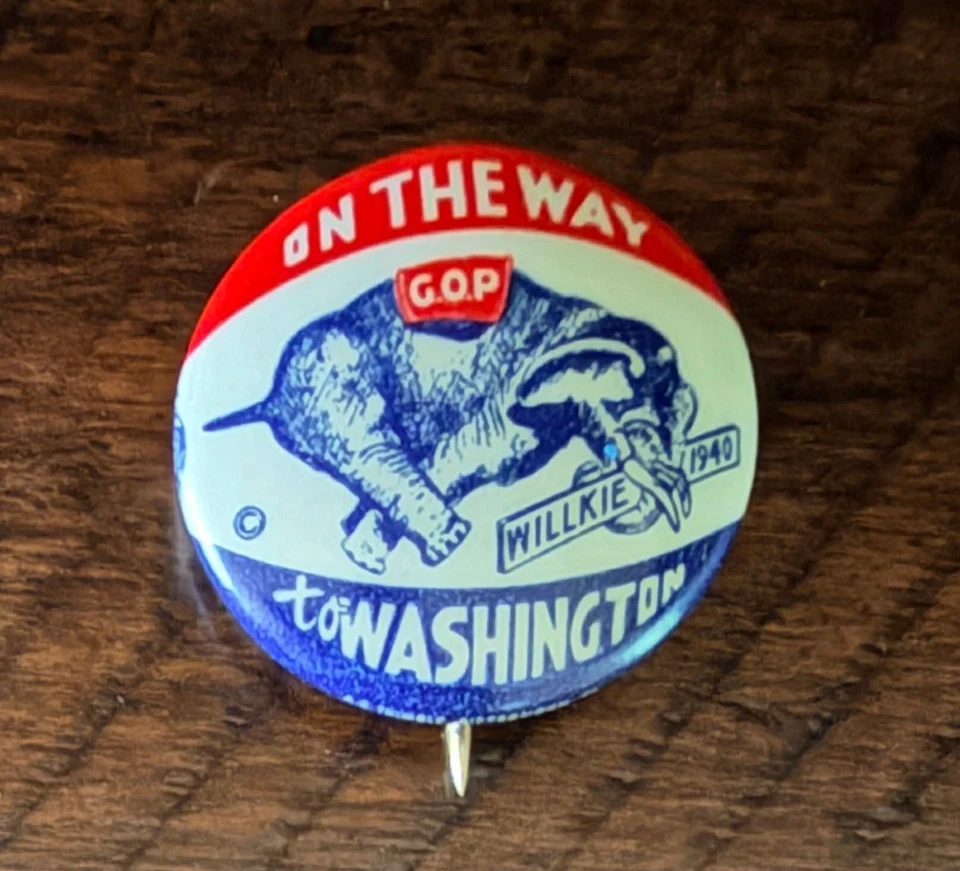 ON THE WAY
G.O.P
WILLKIE 1940
©
to WASHINGTON